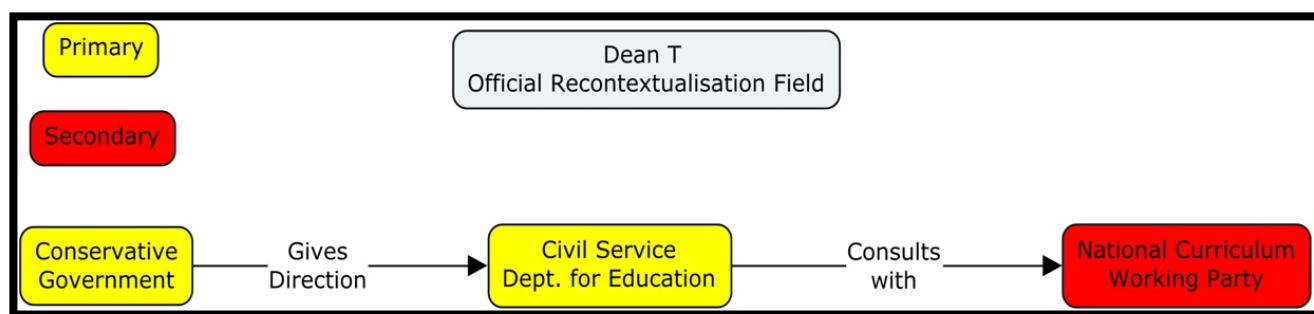 Primary
Dean T
Official Recontextualisation Field
Secondary
Conservative
Government
Gives
Direction
Civil Service
Dept. for Education
Consults
with
National Curriculum
Working Party